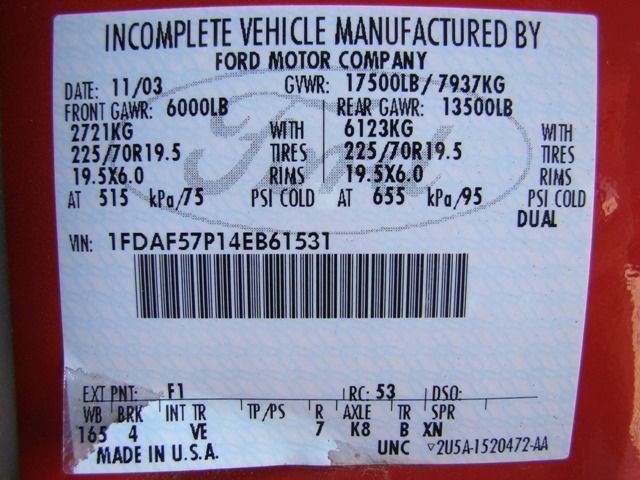 INCOMPLETE VEHICLE MANUFACTURED BY
FORD MOTOR COMPANY
DATE: 11/03 GVWR: 17500LB/7937KG
FRONT GAWR: 6000LB REAR GAWR: 13500LB
2721KG WITH 6123KG WITH
225/70R19.5 TIRES 225/70R19.5 TIRES
19.5X6.0 RIMS 19.5X6.0 RIMS
AT 515 kPa/75 PSI COLD AT 655 kPa/95 PSI COLD
DUAL
Ford
VIN: 1FDAF57P14EB61531
EXT PNT: F1 RC: 53 DSO:
WB BRK INT TR TP/PS R AXLE TR SPR
165 4 VE 7 K8 B XN
MADE IN U.S.A. UNC ▽2U5A-1520472-AA